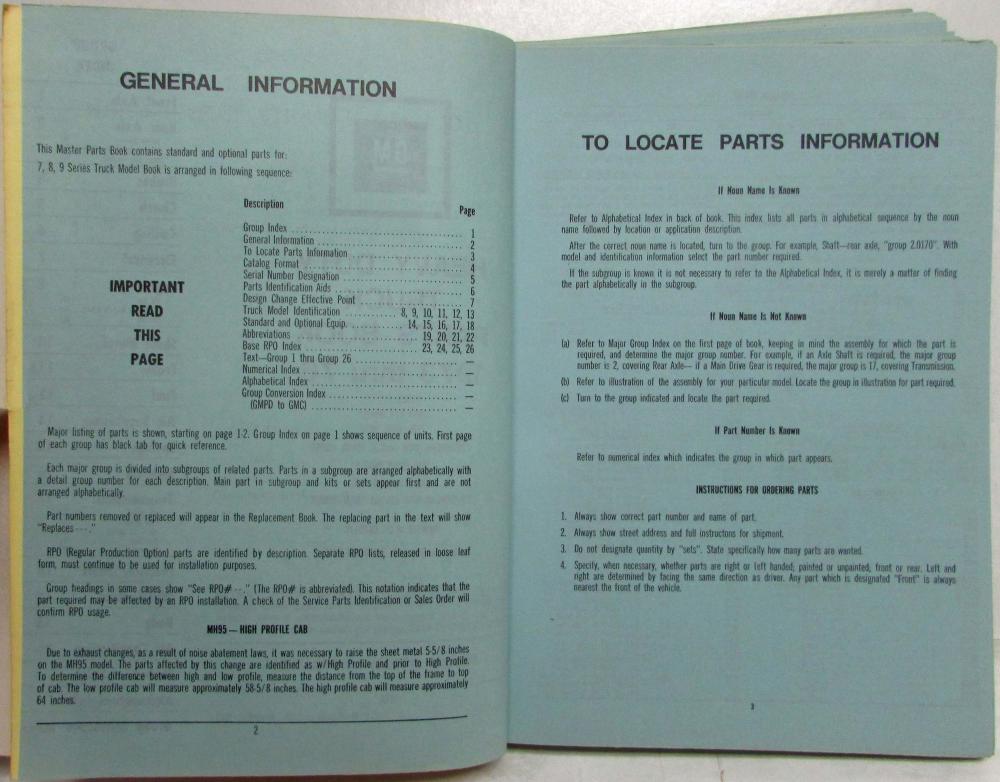 GENERAL INFORMATION
This Master Parts Book contains standard and optional parts for:
7, 8, 9 Series Truck Model Book is arranged in following sequence:
IMPORTANT
READ
THIS
PAGE
Description Page
Group Index 1
General Information 2
To Locate Parts Information 3
Catalog Format 4
Serial Number Designation 5
Parts Identification Aids 6
Design Change Effective Point 7
Truck Model Identification 8, 9, 10, 11, 12, 13
Standard and Optional Equip. 14, 15, 16, 17, 18
Abbreviations 19, 20, 21, 22
Base RPO Index 23, 24, 25, 26
Text—Group 1 thru Group 26 —
Numerical Index —
Alphabetical Index —
Group Conversion Index —
(GMPD to GMC) —
Major listing of parts is shown, starting on page 1-2. Group Index on page 1 shows sequence of units. First page
of each group has black tab for quick reference.
Each major group is divided into subgroups of related parts. Parts in a subgroup are arranged alphabetically with
a detail group number for each description. Main part in subgroup and kits or sets appear first and are not
arranged alphabetically.
Part numbers removed or replaced will appear in the Replacement Book. The replacing part in the text will show
"Replaces ---."
RPO (Regular Production Option) parts are identified by description. Separate RPO lists, released in loose leaf
form, must continue to be used for installation purposes.
Group headings in some cases show "See RPO# --." (The RPO# is abbreviated). This notation indicates that the
part required may be affected by an RPO installation. A check of the Service Parts Identification or Sales Order will
confirm RPO usage.
MH95 — HIGH PROFILE CAB
Due to exhaust changes, as a result of noise abatement laws, it was necessary to raise the sheet metal 5-5/8 inches
on the MH95 model. The parts affected by this change are identified as w/High Profile and prior to High Profile.
To determine the difference between high and low profile, measure the distance from the top of the frame to top
of cab. The low profile cab will measure approximately 58-5/8 inches. The high profile cab will measure approximately
64 inches.
2
TO LOCATE PARTS INFORMATION
If Noun Name Is Known
Refer to Alphabetical Index in back of book. This index lists all parts in alphabetical sequence by the noun
name followed by location or application description.
After the correct noun name is located, turn to the group. For example, Shaft—rear axle, "group 2.0170". With
model and identification information select the part number required.
If the subgroup is known it is not necessary to refer to the Alphabetical Index, it is merely a matter of finding
the part alphabetically in the subgroup.
If Noun Name Is Not Known
(a) Refer to Major Group Index on the first page of book, keeping in mind the assembly for which the part is
required, and determine the major group number. For example, if an Axle Shaft is required, the major group
number is 2, covering Rear Axle— if a Main Drive Gear is required, the major group is 17, covering Transmission.
(b) Refer to illustration of the assembly for your particular model. Locate the group in illustration for part required.
(c) Turn to the group indicated and locate the part required.
If Part Number Is Known
Refer to numerical index which indicates the group in which part appears.
INSTRUCTIONS FOR ORDERING PARTS
1. Always show correct part number and name of part.
2. Always show street address and full instructons for shipment.
3. Do not designate quantity by "sets". State specifically how many parts are wanted.
4. Specify, when necessary, whether parts are right or left handed; painted or unpainted, front or rear. Left and
right are determined by facing the same direction as driver. Any part which is designated "Front" is always
nearest the front of the vehicle.
3